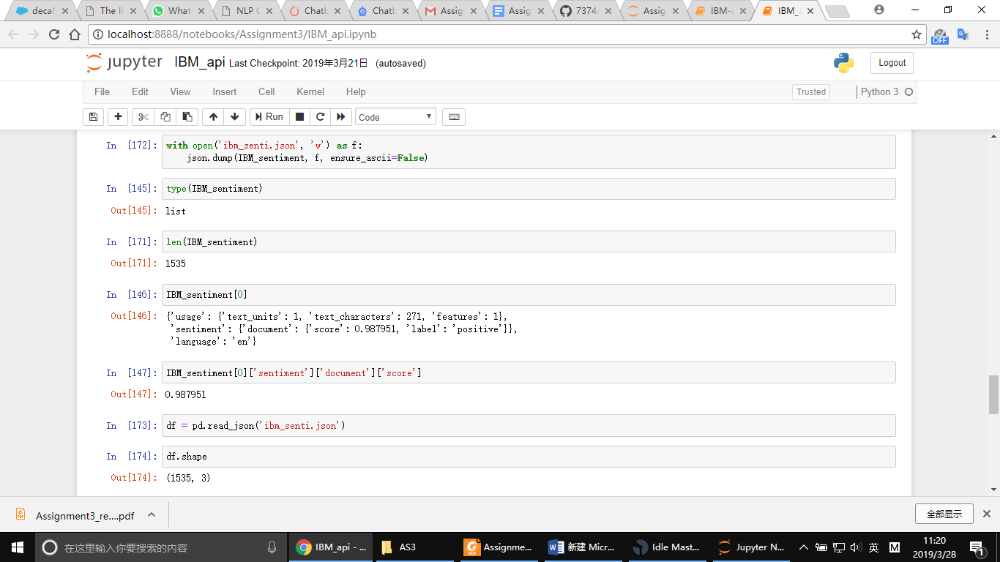 deca
The I
What
NLP
Chatb
Chatb
Assig
Assig
7374
Assig
IBM-
IBM_
localhost:8888/notebooks/Assignment3/IBM_api.ipynb
OFF
jupyter IBM_api Last Checkpoint: 2019年3月21日 (autosaved)
Logout
File Edit View Insert Cell Kernel Help
Trusted
Python 3
Run
Code
In [172]: with open('ibm_senti.json', 'w') as f:
json.dump(IBM_sentiment, f, ensure_ascii=False)
In [145]: type(IBM_sentiment)
Out[145]: list
In [171]: len(IBM_sentiment)
Out[171]: 1535
In [146]: IBM_sentiment[0]
Out[146]: {'usage': {'text_units': 1, 'text_characters': 271, 'features': 1},
'sentiment': {'document': {'score': 0.987951, 'label': 'positive'}},
'language': 'en'}
In [147]: IBM_sentiment[0]['sentiment']['document']['score']
Out[147]: 0.987951
In [173]: df = pd.read_json('ibm_senti.json')
In [174]: df.shape
Out[174]: (1535, 3)
Assignment3_re....pdf
全部显示
在这里输入你要搜索的内容
IBM_api - ...
AS3
Assignme...
新建 Micr...
Idle Mast...
Jupyter N...
英
M
11:20
2019/3/28
1